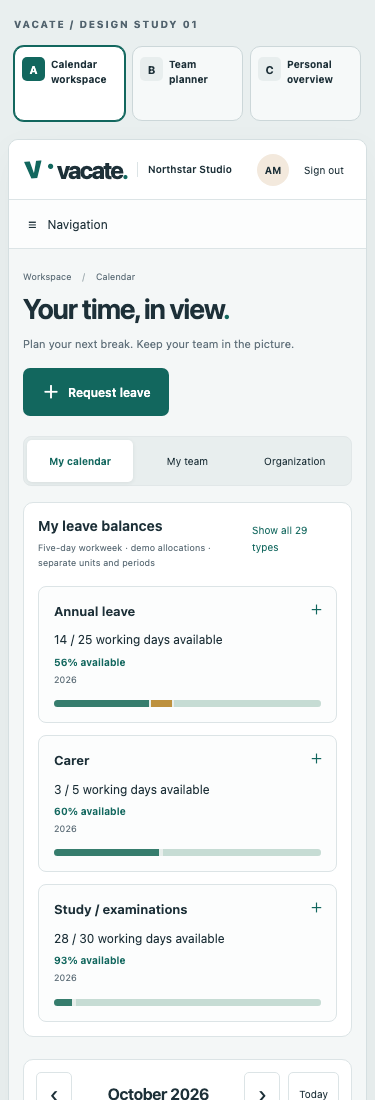 VACATE / DESIGN STUDY 01
A Calendar workspace
B Team planner
C Personal overview
V vacate. Northstar Studio AM Sign out
≡ Navigation
Workspace / Calendar
Your time, in view.
Plan your next break. Keep your team in the picture.
+ Request leave
My calendar My team Organization
My leave balances
Show all 29 types
Five-day workweek · demo allocations ·
separate units and periods
Annual leave +
14 / 25 working days available
56% available
2026
Carer +
3 / 5 working days available
60% available
2026
Study / examinations +
28 / 30 working days available
93% available
2026
‹ October 2026 › Today